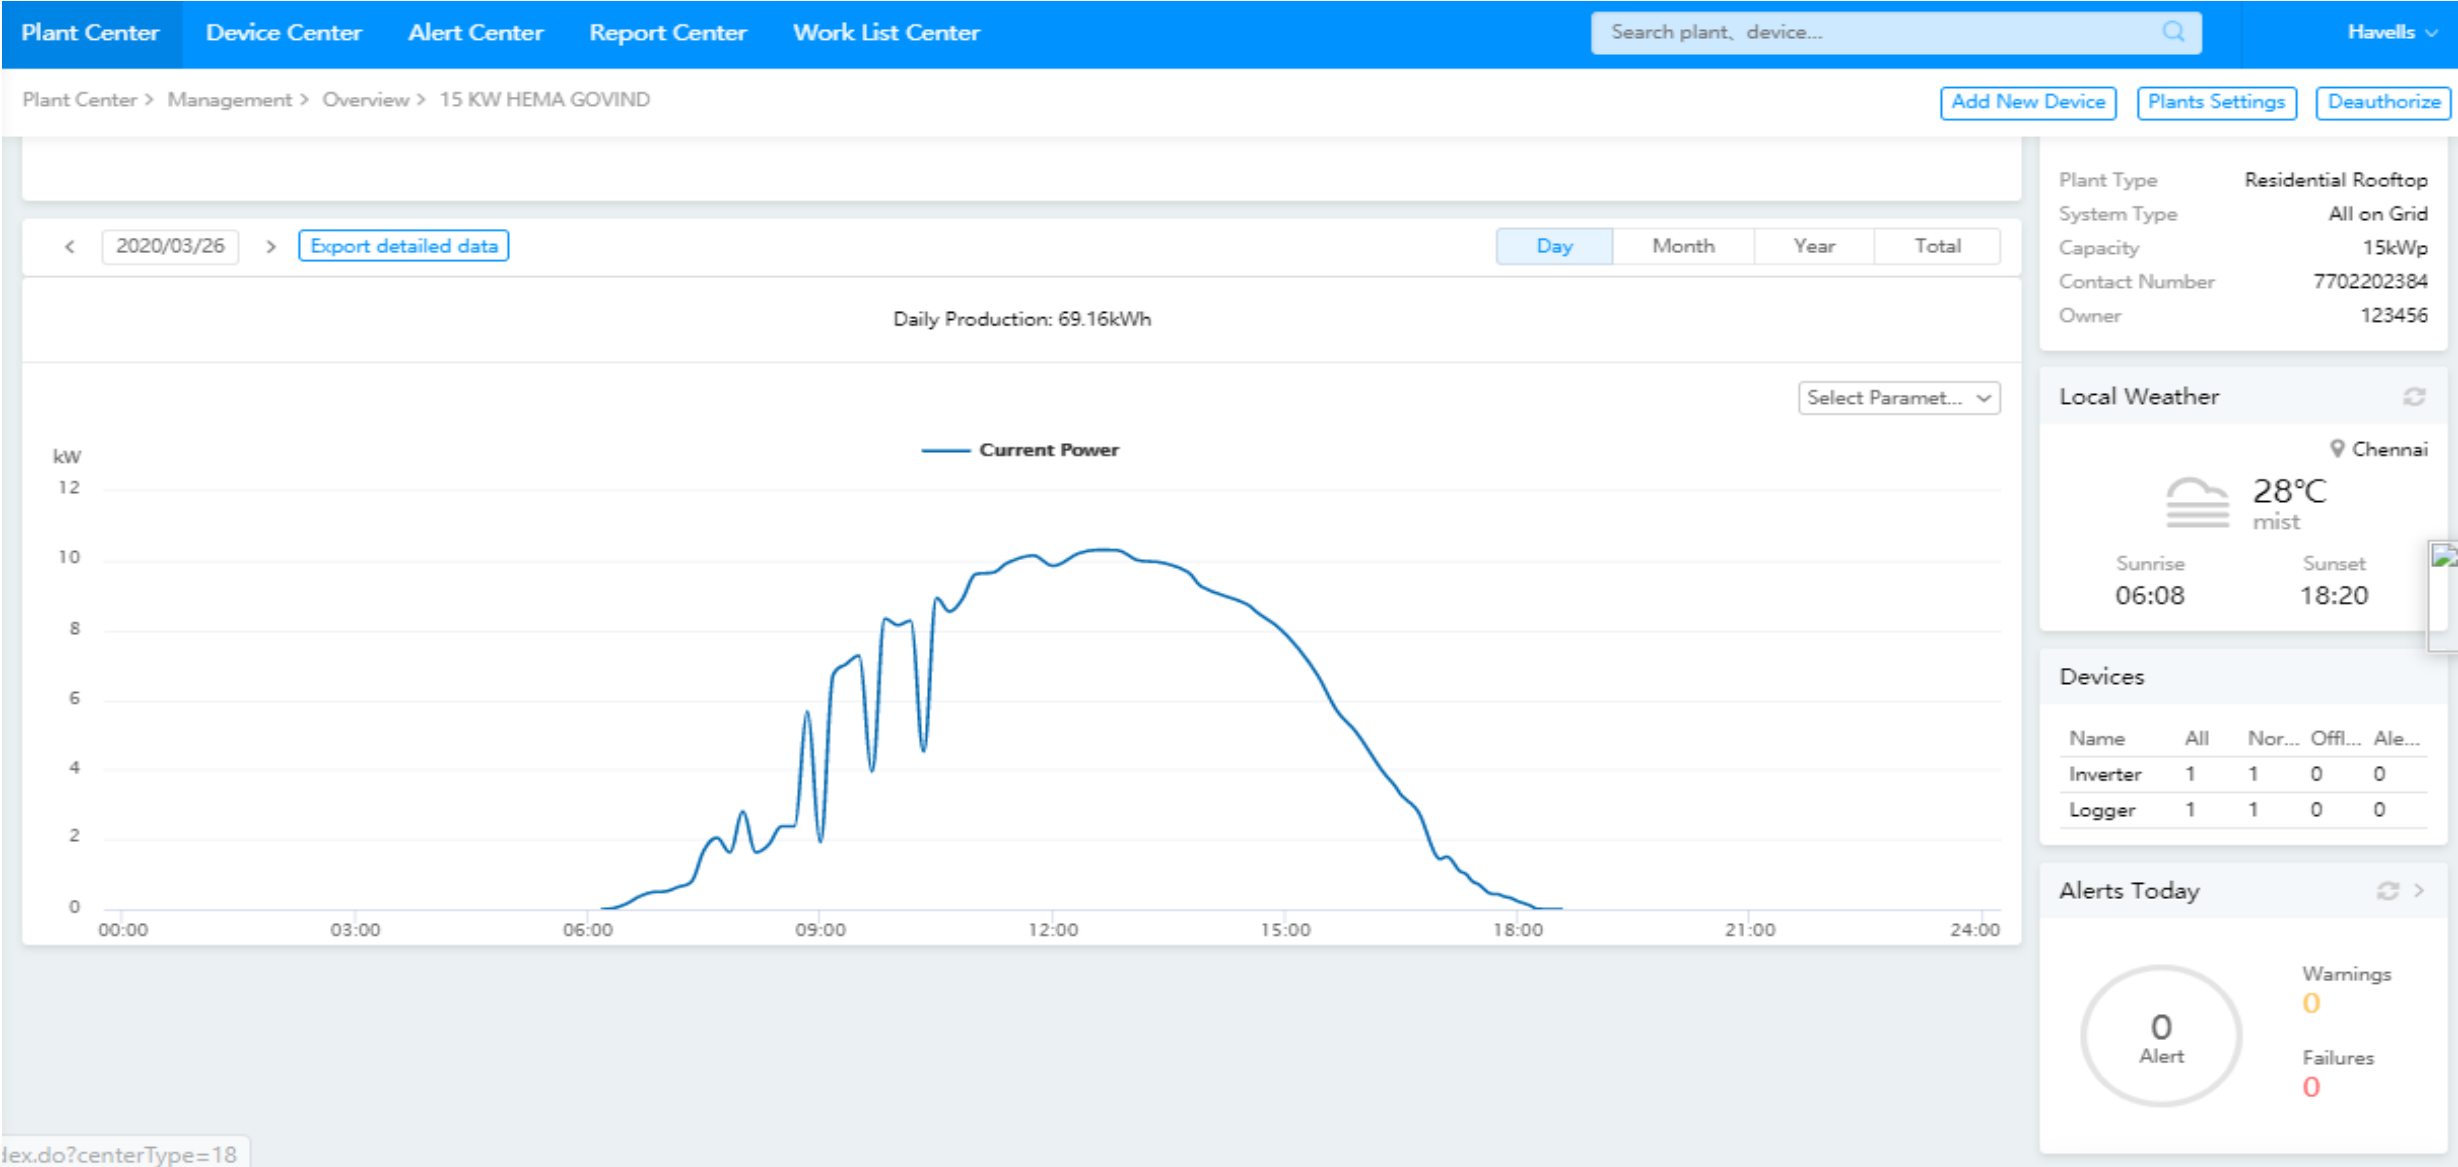 Plant Center Device Center Alert Center Report Center Work List Center Search plant、device... Havells
Plant Center > Management > Overview > 15 KW HEMA GOVIND Add New Device Plants Settings Deauthorize
< 2020/03/26 > Export detailed data Day Month Year Total
Daily Production: 69.16kWh
Select Paramet...
Current Power
kW
12
10
8
6
4
2
0
00:00 03:00 06:00 09:00 12:00 15:00 18:00 21:00 24:00
Plant Type Residential Rooftop
System Type All on Grid
Capacity 15kWp
Contact Number 7702202384
Owner 123456
Local Weather
Chennai
28℃
mist
Sunrise Sunset
06:08 18:20
Devices
Name All Nor... Offl... Ale...
Inverter 1 1 0 0
Logger 1 1 0 0
Alerts Today >
Warnings
0
0
Alert
Failures
0
dex.do?centerType=18